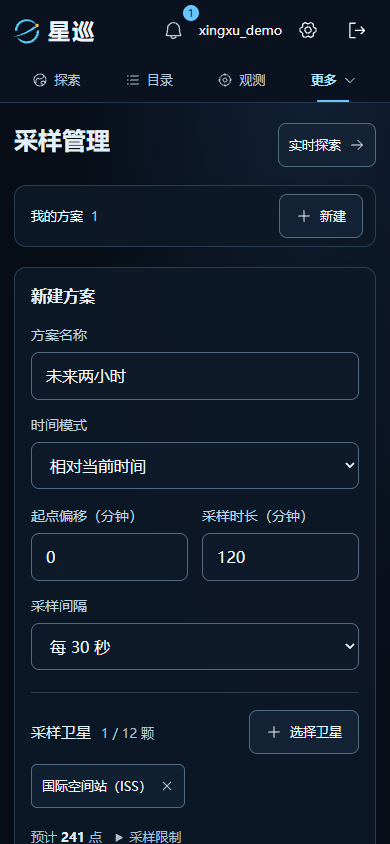 星巡
1
xingxu_demo
探索
目录
观测
更多
采样管理
实时探索 →
我的方案 1
+ 新建
新建方案
方案名称
未来两小时
时间模式
相对当前时间
起点偏移（分钟） 采样时长（分钟）
0 120
采样间隔
每 30 秒
采样卫星 1 / 12 颗
+ 选择卫星
国际空间站（ISS） ×
预计 241 点 ▶ 采样限制